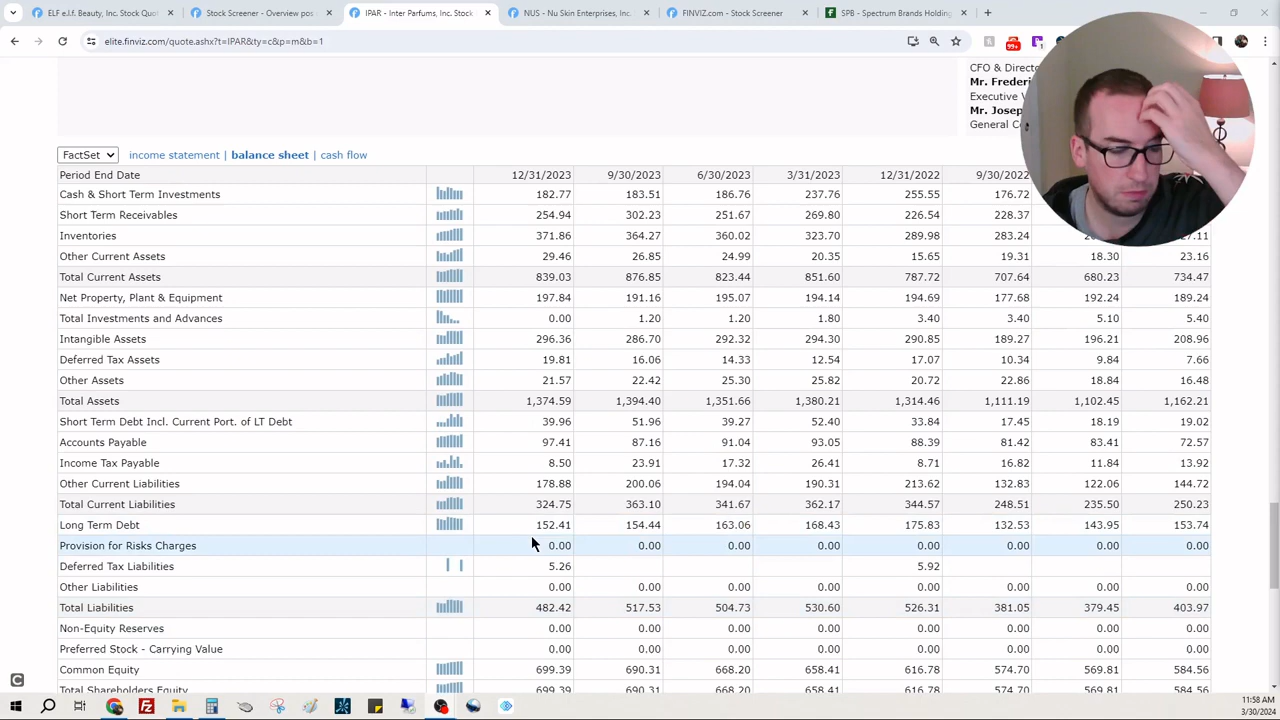 ELF e.l.f. Beauty, Inc. Stock Quot
Stock Screener - Overview pos
IPAR - Inter Parfums, Inc. Stock
NUS - Nu Skin Enterprises, Inc.
FINVIZ.com - Stock Screener
SPB - Spectrum Brands Holding
elite.finviz.com/quote.ashx?t=IPAR&ty=c&p=m&b=1
99+
CFO & Directo
Mr. Frederi
Executive V
Mr. Josep
General Co
FactSet income statement | balance sheet | cash flow
Period End Date 12/31/2023 9/30/2023 6/30/2023 3/31/2023 12/31/2022 9/30/2022
Cash & Short Term Investments 182.77 183.51 186.76 237.76 255.55 176.72
Short Term Receivables 254.94 302.23 251.67 269.80 226.54 228.37
Inventories 371.86 364.27 360.02 323.70 289.98 283.24
Other Current Assets 29.46 26.85 24.99 20.35 15.65 19.31 18.30 23.16
Total Current Assets 839.03 876.85 823.44 851.60 787.72 707.64 680.23 734.47
Net Property, Plant & Equipment 197.84 191.16 195.07 194.14 194.69 177.68 192.24 189.24
Total Investments and Advances 0.00 1.20 1.20 1.80 3.40 3.40 5.10 5.40
Intangible Assets 296.36 286.70 292.32 294.30 290.85 189.27 196.21 208.96
Deferred Tax Assets 19.81 16.06 14.33 12.54 17.07 10.34 9.84 7.66
Other Assets 21.57 22.42 25.30 25.82 20.72 22.86 18.84 16.48
Total Assets 1,374.59 1,394.40 1,351.66 1,380.21 1,314.46 1,111.19 1,102.45 1,162.21
Short Term Debt Incl. Current Port. of LT Debt 39.96 51.96 39.27 52.40 33.84 17.45 18.19 19.02
Accounts Payable 97.41 87.16 91.04 93.05 88.39 81.42 83.41 72.57
Income Tax Payable 8.50 23.91 17.32 26.41 8.71 16.82 11.84 13.92
Other Current Liabilities 178.88 200.06 194.04 190.31 213.62 132.83 122.06 144.72
Total Current Liabilities 324.75 363.10 341.67 362.17 344.57 248.51 235.50 250.23
Long Term Debt 152.41 154.44 163.06 168.43 175.83 132.53 143.95 153.74
Provision for Risks Charges 0.00 0.00 0.00 0.00 0.00 0.00 0.00 0.00
Deferred Tax Liabilities 5.26 5.92
Other Liabilities 0.00 0.00 0.00 0.00 0.00 0.00 0.00 0.00
Total Liabilities 482.42 517.53 504.73 530.60 526.31 381.05 379.45 403.97
Non-Equity Reserves 0.00 0.00 0.00 0.00 0.00 0.00 0.00 0.00
Preferred Stock - Carrying Value 0.00 0.00 0.00 0.00 0.00 0.00 0.00 0.00
Common Equity 699.39 690.31 668.20 658.41 616.78 574.70 569.81 584.56
Total Shareholders Equity 699.39 690.31 668.20 658.41 616.78 574.70 569.81 584.56
11:58 AM
3/30/2024